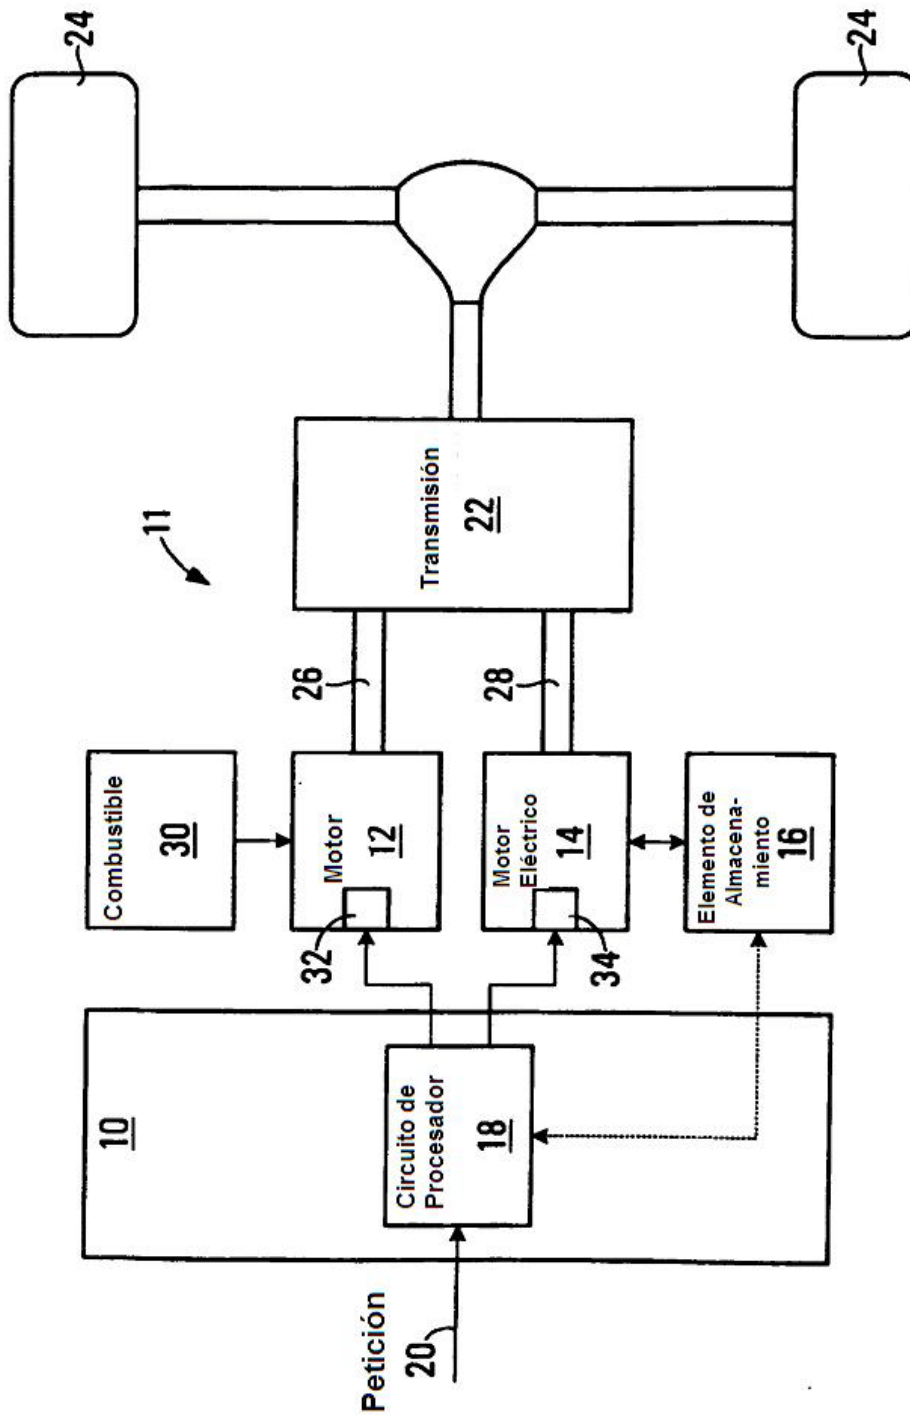 24
24
11
Transmisión
22
26
28
Combustible
30
Motor
12
32
Motor
Eléctrico
14
34
Elemento de
Almacena-
miento
16
10
Circuito de
Procesador
18
Petición
20